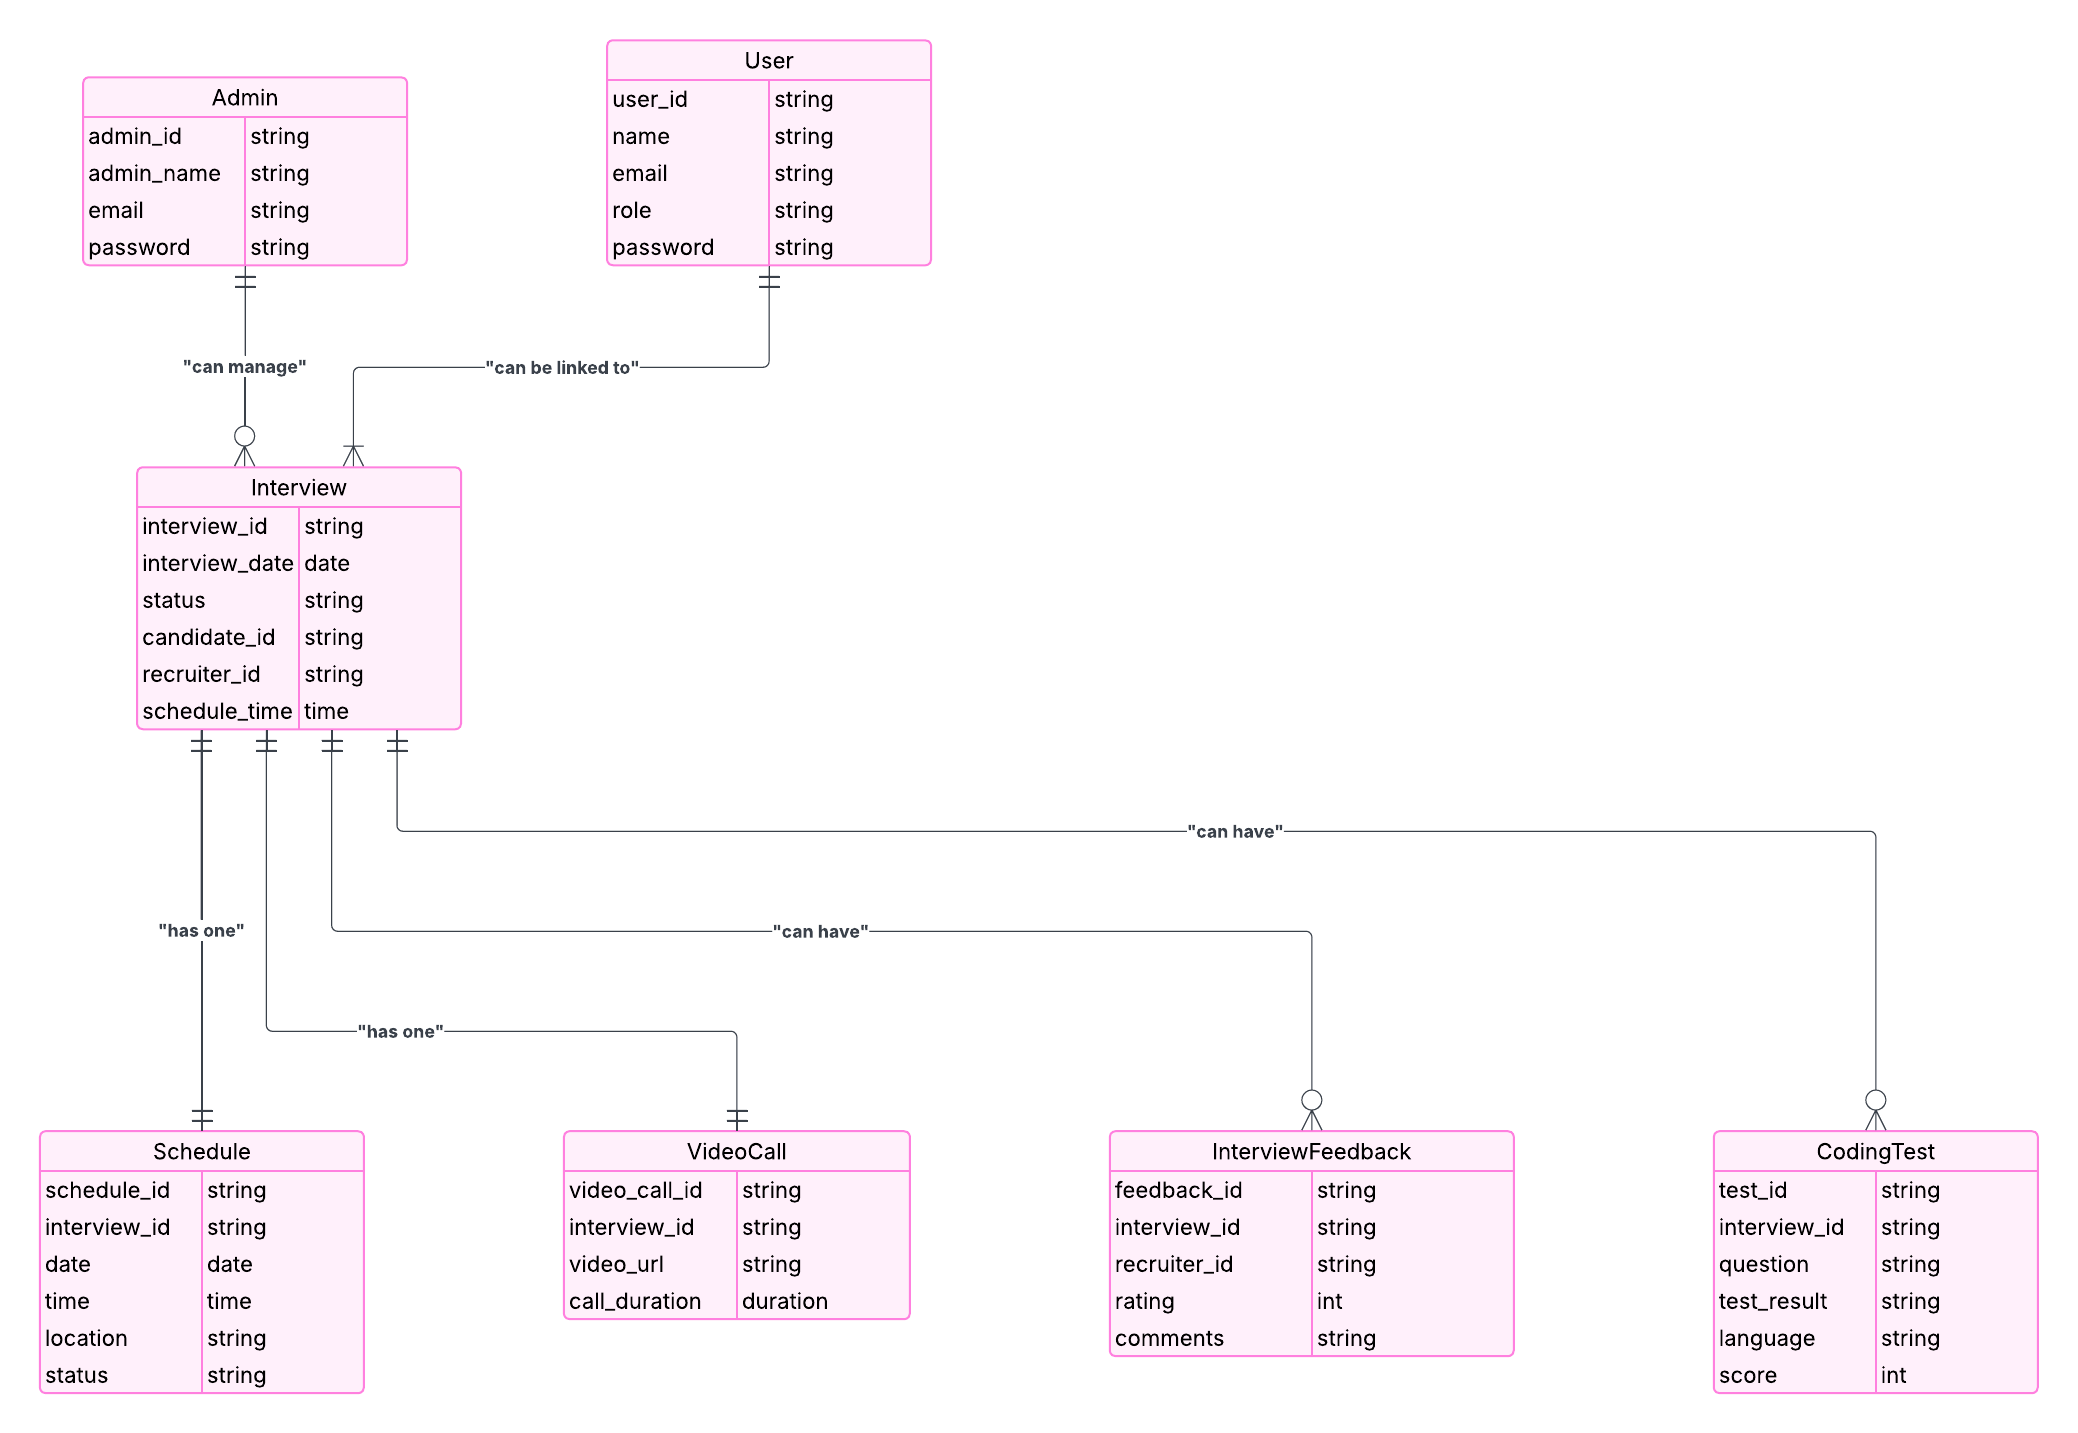 User
user_id string
name string
email string
role string
password string
Admin
admin_id string
admin_name string
email string
password string
"can manage"
"can be linked to"
Interview
interview_id string
interview_date date
status string
candidate_id string
recruiter_id string
schedule_time time
"can have"
"has one"
"can have"
"has one"
Schedule
schedule_id string
interview_id string
date date
time time
location string
status string
VideoCall
video_call_id string
interview_id string
video_url string
call_duration duration
InterviewFeedback
feedback_id string
interview_id string
recruiter_id string
rating int
comments string
CodingTest
test_id string
interview_id string
question string
test_result string
language string
score int